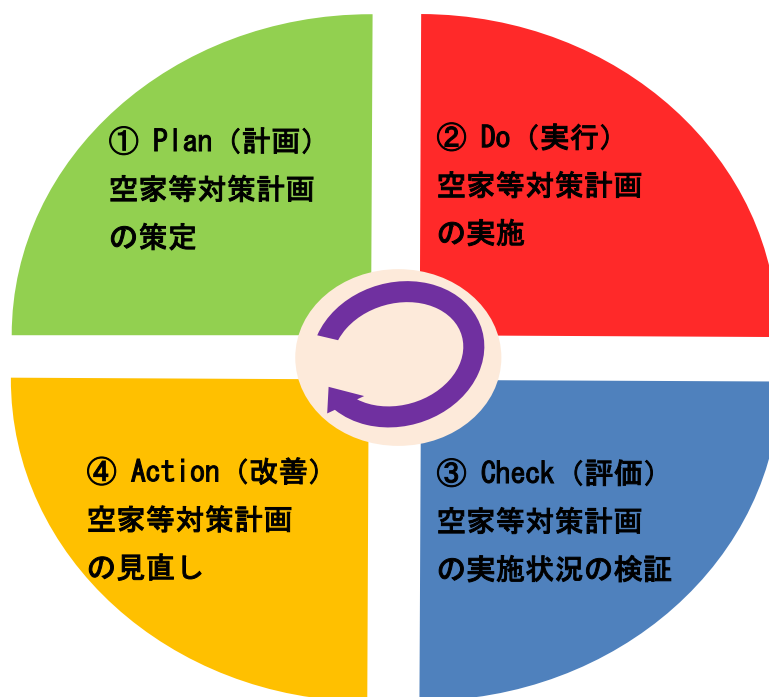 ① Plan（計画）
空家等対策計画
の策定
② Do（実行）
空家等対策計画
の実施
③ Check（評価）
空家等対策計画
の実施状況の検証
④ Action（改善）
空家等対策計画
の見直し